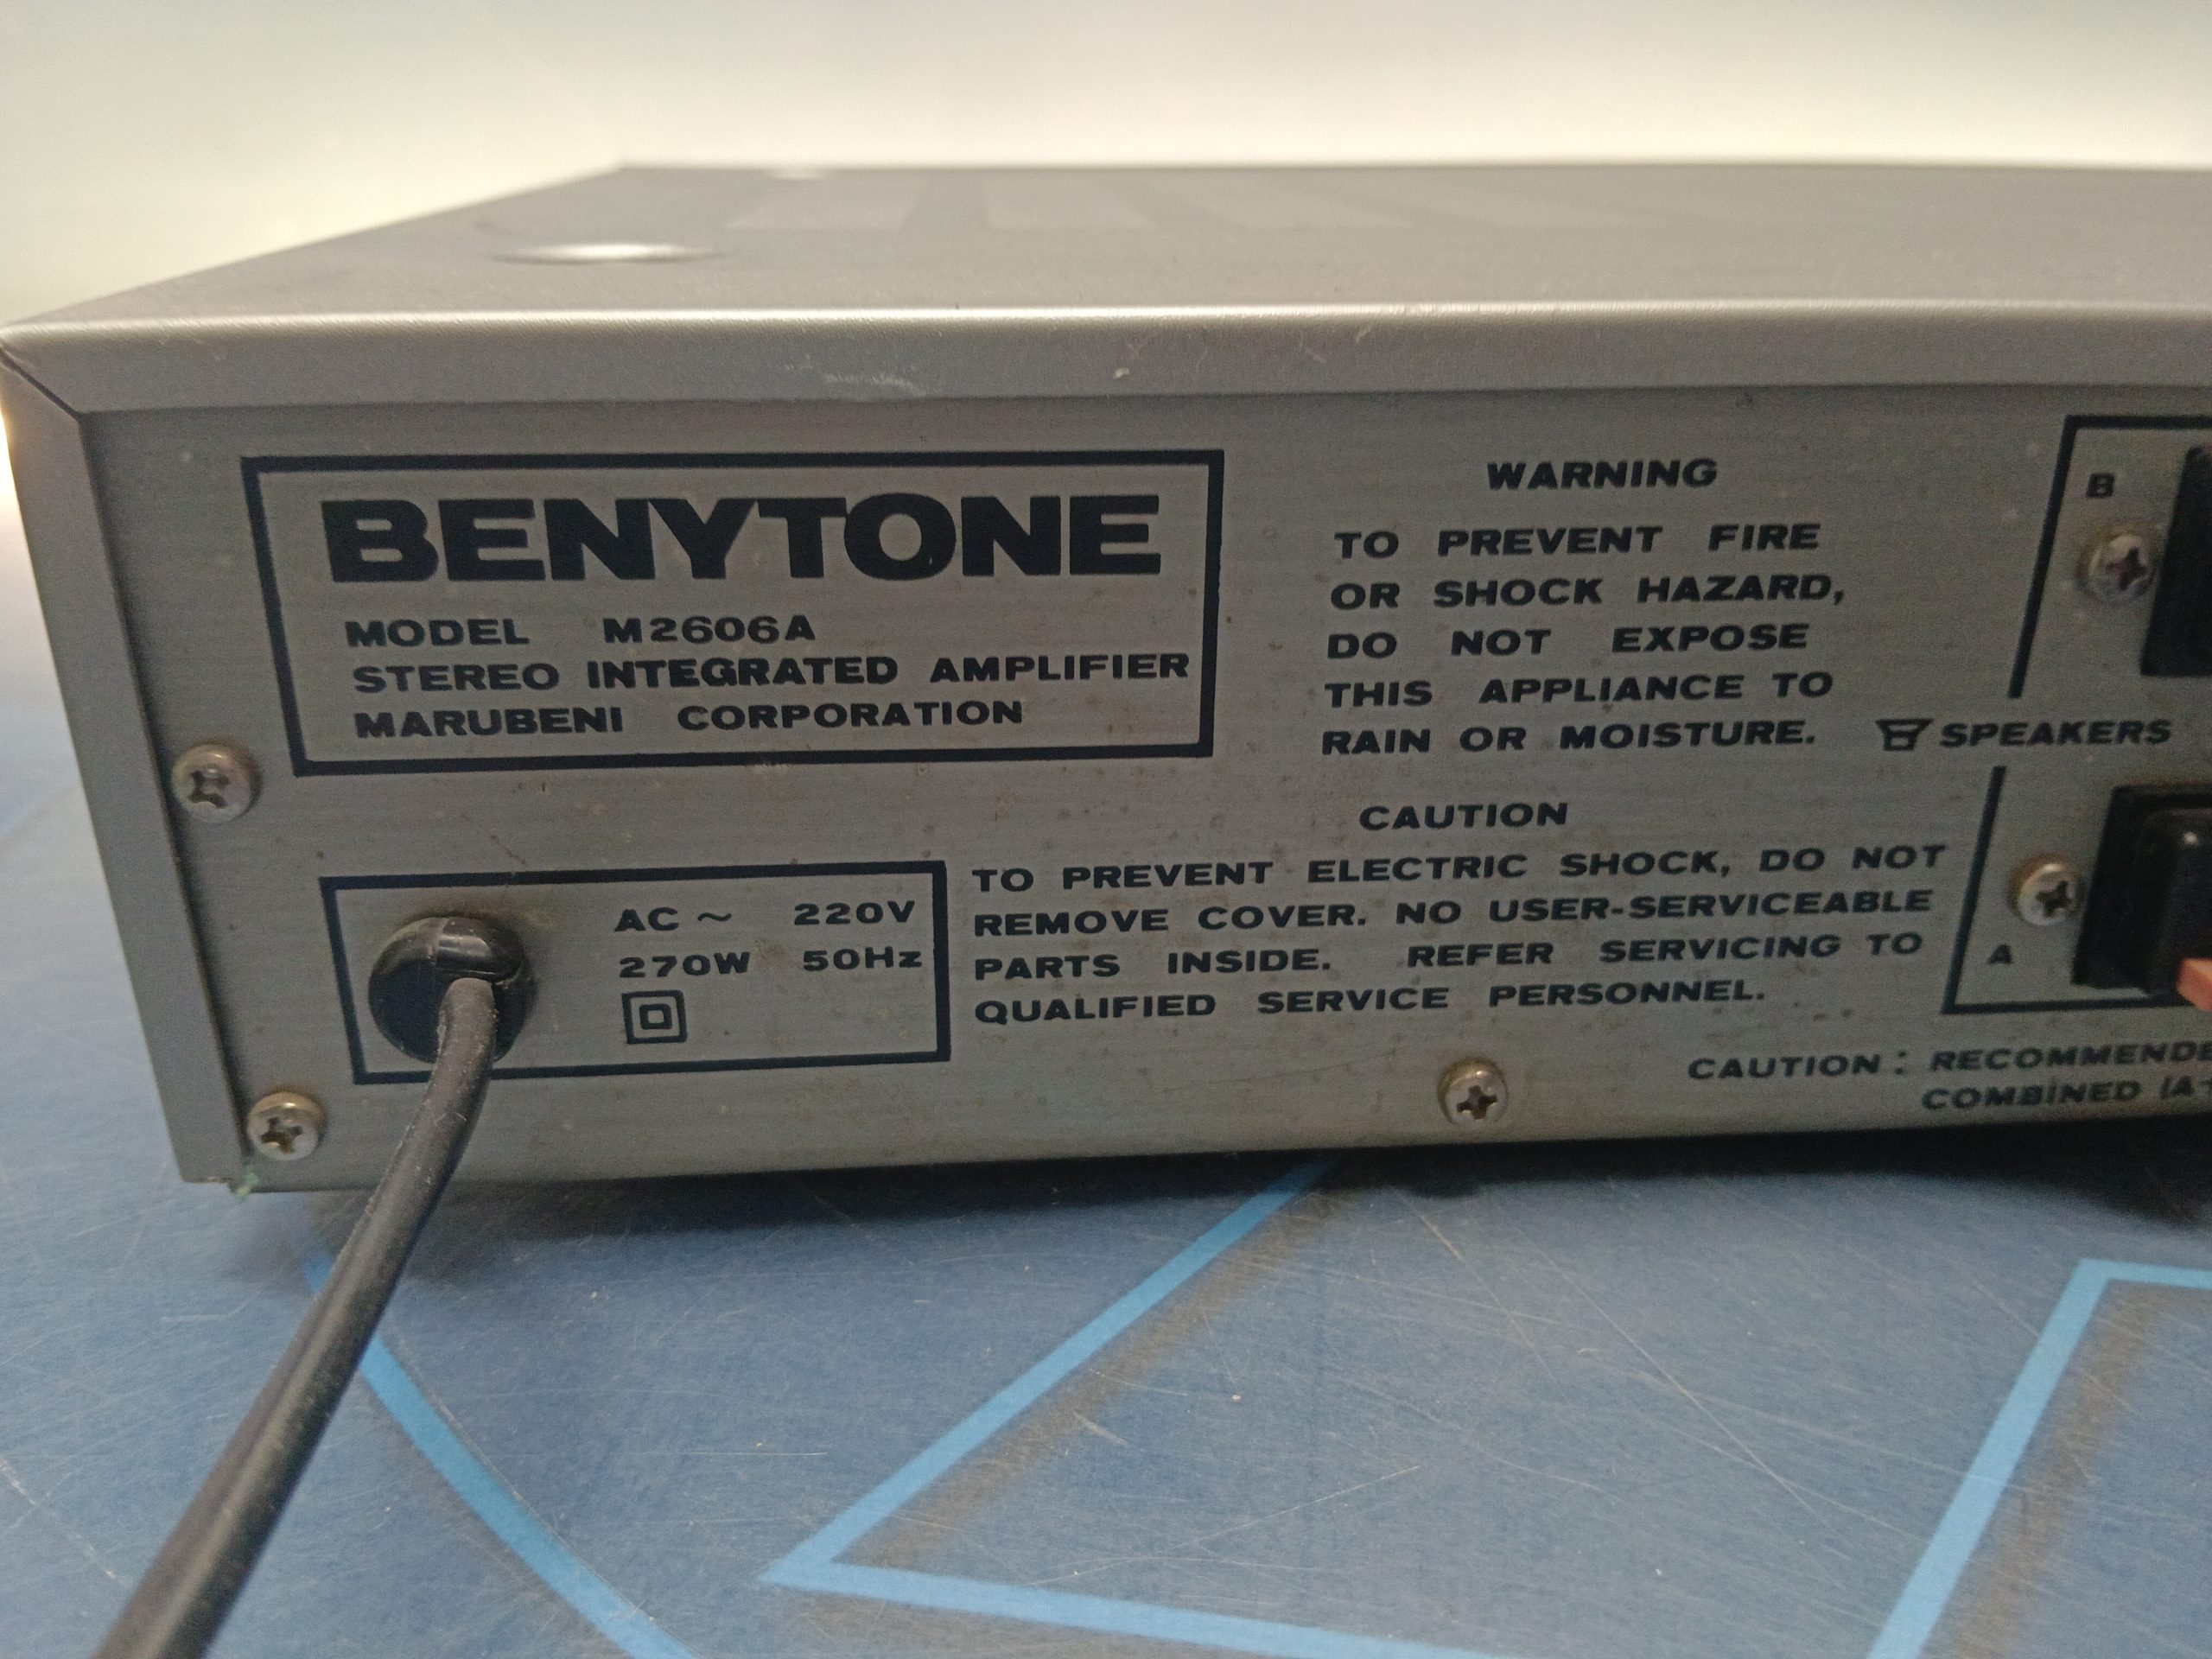 BENYTONE
MODEL M2606A
STEREO INTEGRATED AMPLIFIER
MARUBENI CORPORATION
AC ~ 220V
270W 50Hz
WARNING
TO PREVENT FIRE
OR SHOCK HAZARD,
DO NOT EXPOSE
THIS APPLIANCE TO
RAIN OR MOISTURE.
CAUTION
TO PREVENT ELECTRIC SHOCK, DO NOT
REMOVE COVER. NO USER-SERVICEABLE
PARTS INSIDE. REFER SERVICING TO
QUALIFIED SERVICE PERSONNEL.
B
SPEAKERS
A
CAUTION : RECOMMENDE
COMBINED (A+